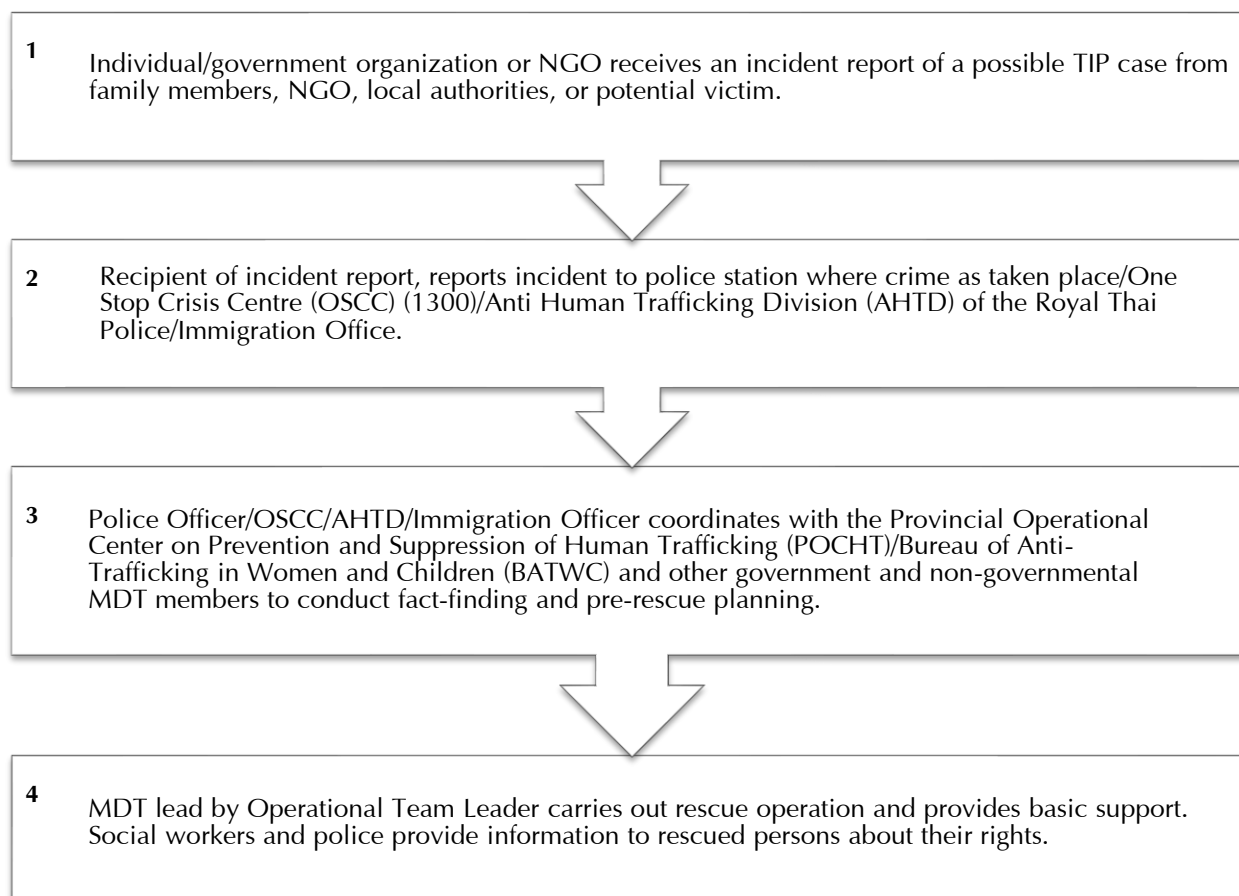 1
Individual/government organization or NGO receives an incident report of a possible TIP case from
family members, NGO, local authorities, or potential victim.
2
Recipient of incident report, reports incident to police station where crime as taken place/One
Stop Crisis Centre (OSCC) (1300)/Anti Human Trafficking Division (AHTD) of the Royal Thai
Police/Immigration Office.
3
Police Officer/OSCC/AHTD/Immigration Officer coordinates with the Provincial Operational
Center on Prevention and Suppression of Human Trafficking (POCHT)/Bureau of Anti-
Trafficking in Women and Children (BATWC) and other government and non-governmental
MDT members to conduct fact-finding and pre-rescue planning.
4
MDT lead by Operational Team Leader carries out rescue operation and provides basic support.
Social workers and police provide information to rescued persons about their rights.